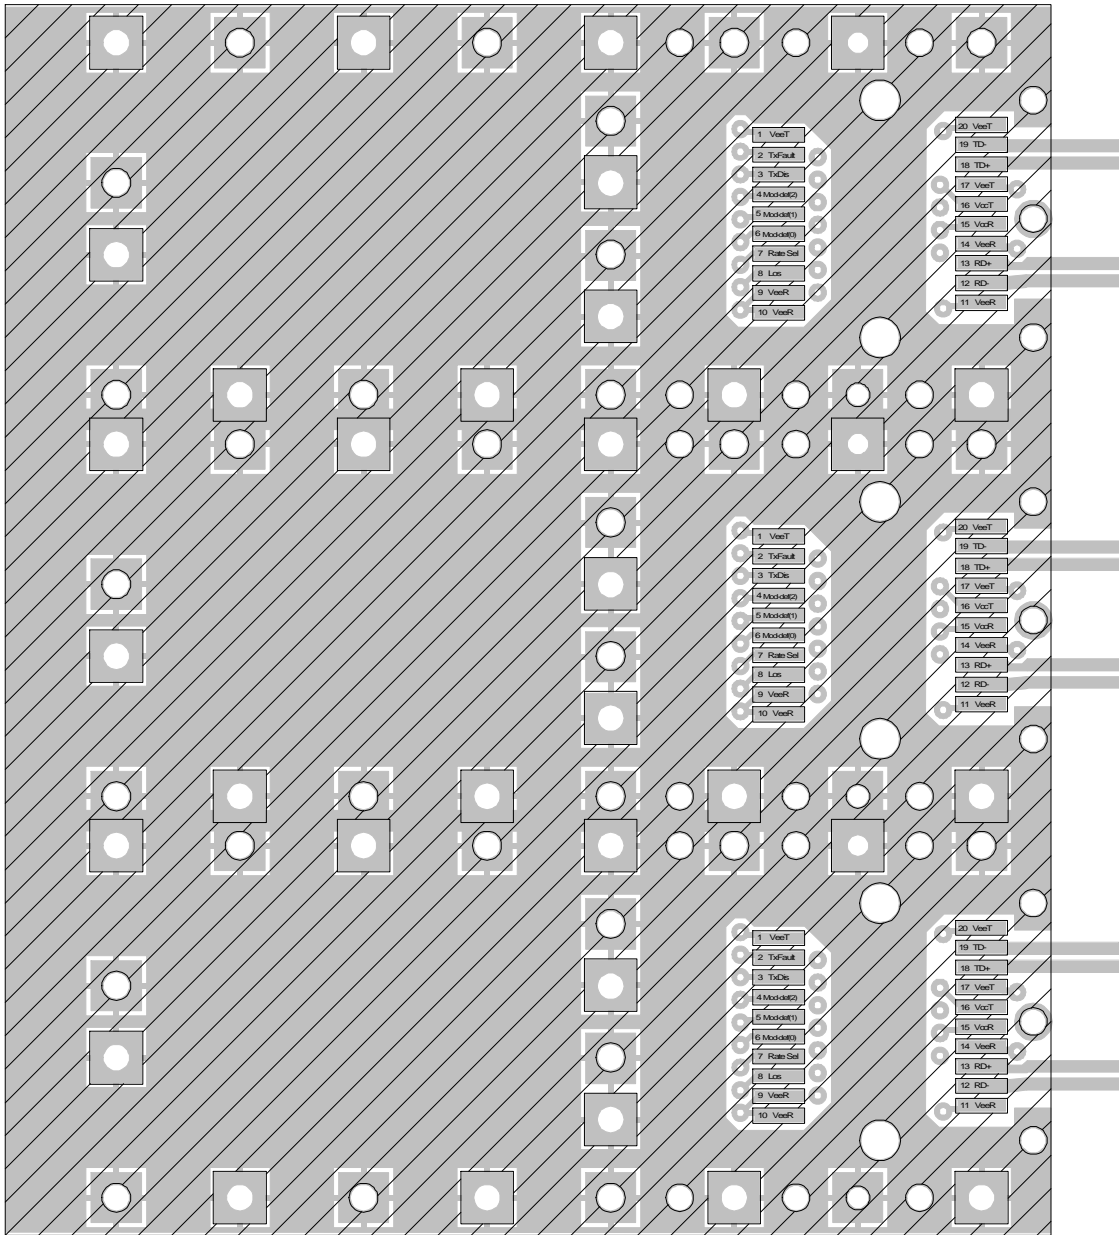 1 VeeT
2 TxFault
3 TxDis
4 Mod-def(2)
5 Mod-def(1)
6 Mod-def(0)
7 Rate Sel
8 Los
9 VeeR
10 VeeR
20 VeeT
19 TD-
18 TD+
17 VeeT
16 VccT
15 VccR
14 VeeR
13 RD+
12 RD-
11 VeeR
1 VeeT
2 TxFault
3 TxDis
4 Mod-def(2)
5 Mod-def(1)
6 Mod-def(0)
7 Rate Sel
8 Los
9 VeeR
10 VeeR
20 VeeT
19 TD-
18 TD+
17 VeeT
16 VccT
15 VccR
14 VeeR
13 RD+
12 RD-
11 VeeR
1 VeeT
2 TxFault
3 TxDis
4 Mod-def(2)
5 Mod-def(1)
6 Mod-def(0)
7 Rate Sel
8 Los
9 VeeR
10 VeeR
20 VeeT
19 TD-
18 TD+
17 VeeT
16 VccT
15 VccR
14 VeeR
13 RD+
12 RD-
11 VeeR